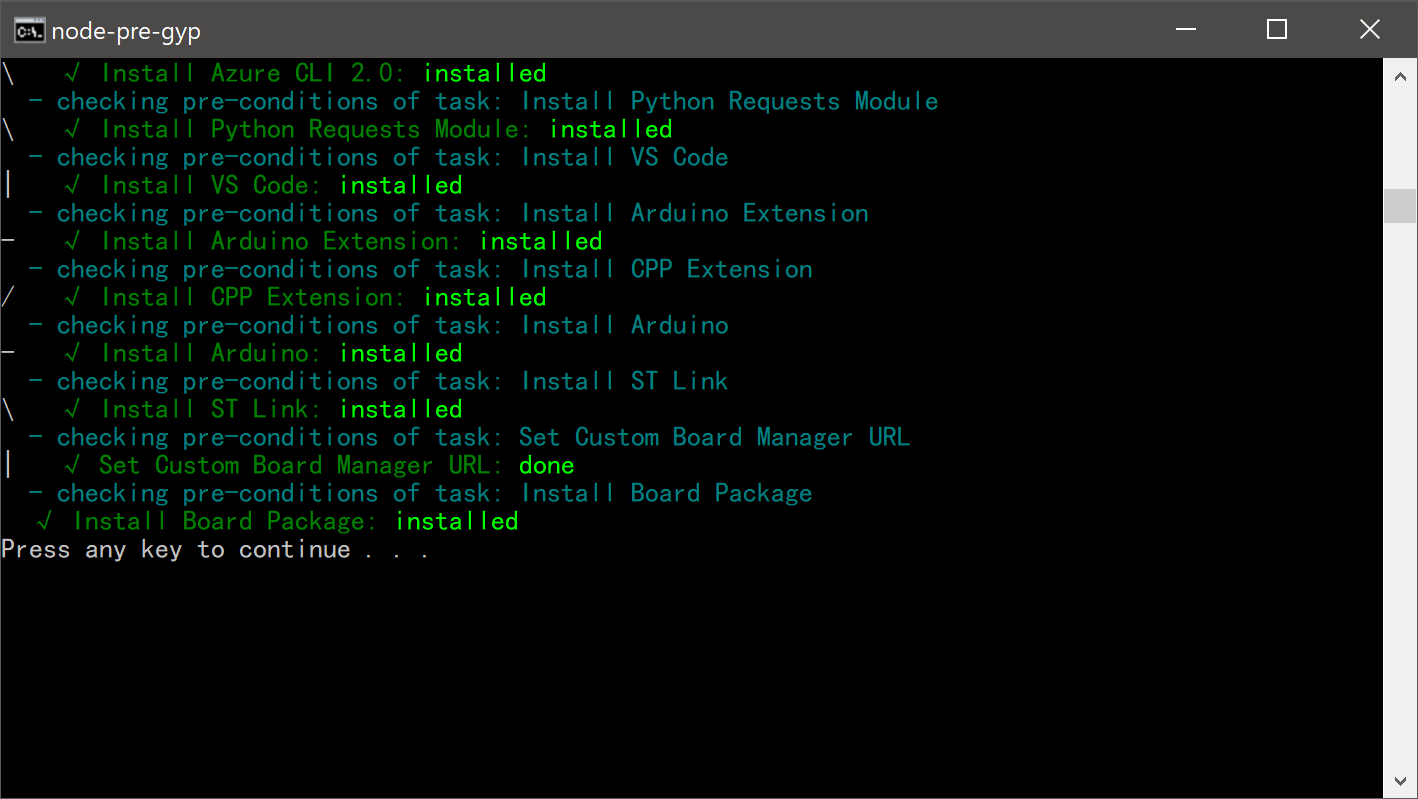 C:\.
node-pre-gyp
\ √ Install Azure CLI 2.0: installed
- checking pre-conditions of task: Install Python Requests Module
\ √ Install Python Requests Module: installed
- checking pre-conditions of task: Install VS Code
| √ Install VS Code: installed
- checking pre-conditions of task: Install Arduino Extension
- √ Install Arduino Extension: installed
- checking pre-conditions of task: Install CPP Extension
/ √ Install CPP Extension: installed
- checking pre-conditions of task: Install Arduino
- √ Install Arduino: installed
- checking pre-conditions of task: Install ST Link
\ √ Install ST Link: installed
- checking pre-conditions of task: Set Custom Board Manager URL
| √ Set Custom Board Manager URL: done
- checking pre-conditions of task: Install Board Package
√ Install Board Package: installed
Press any key to continue . . .